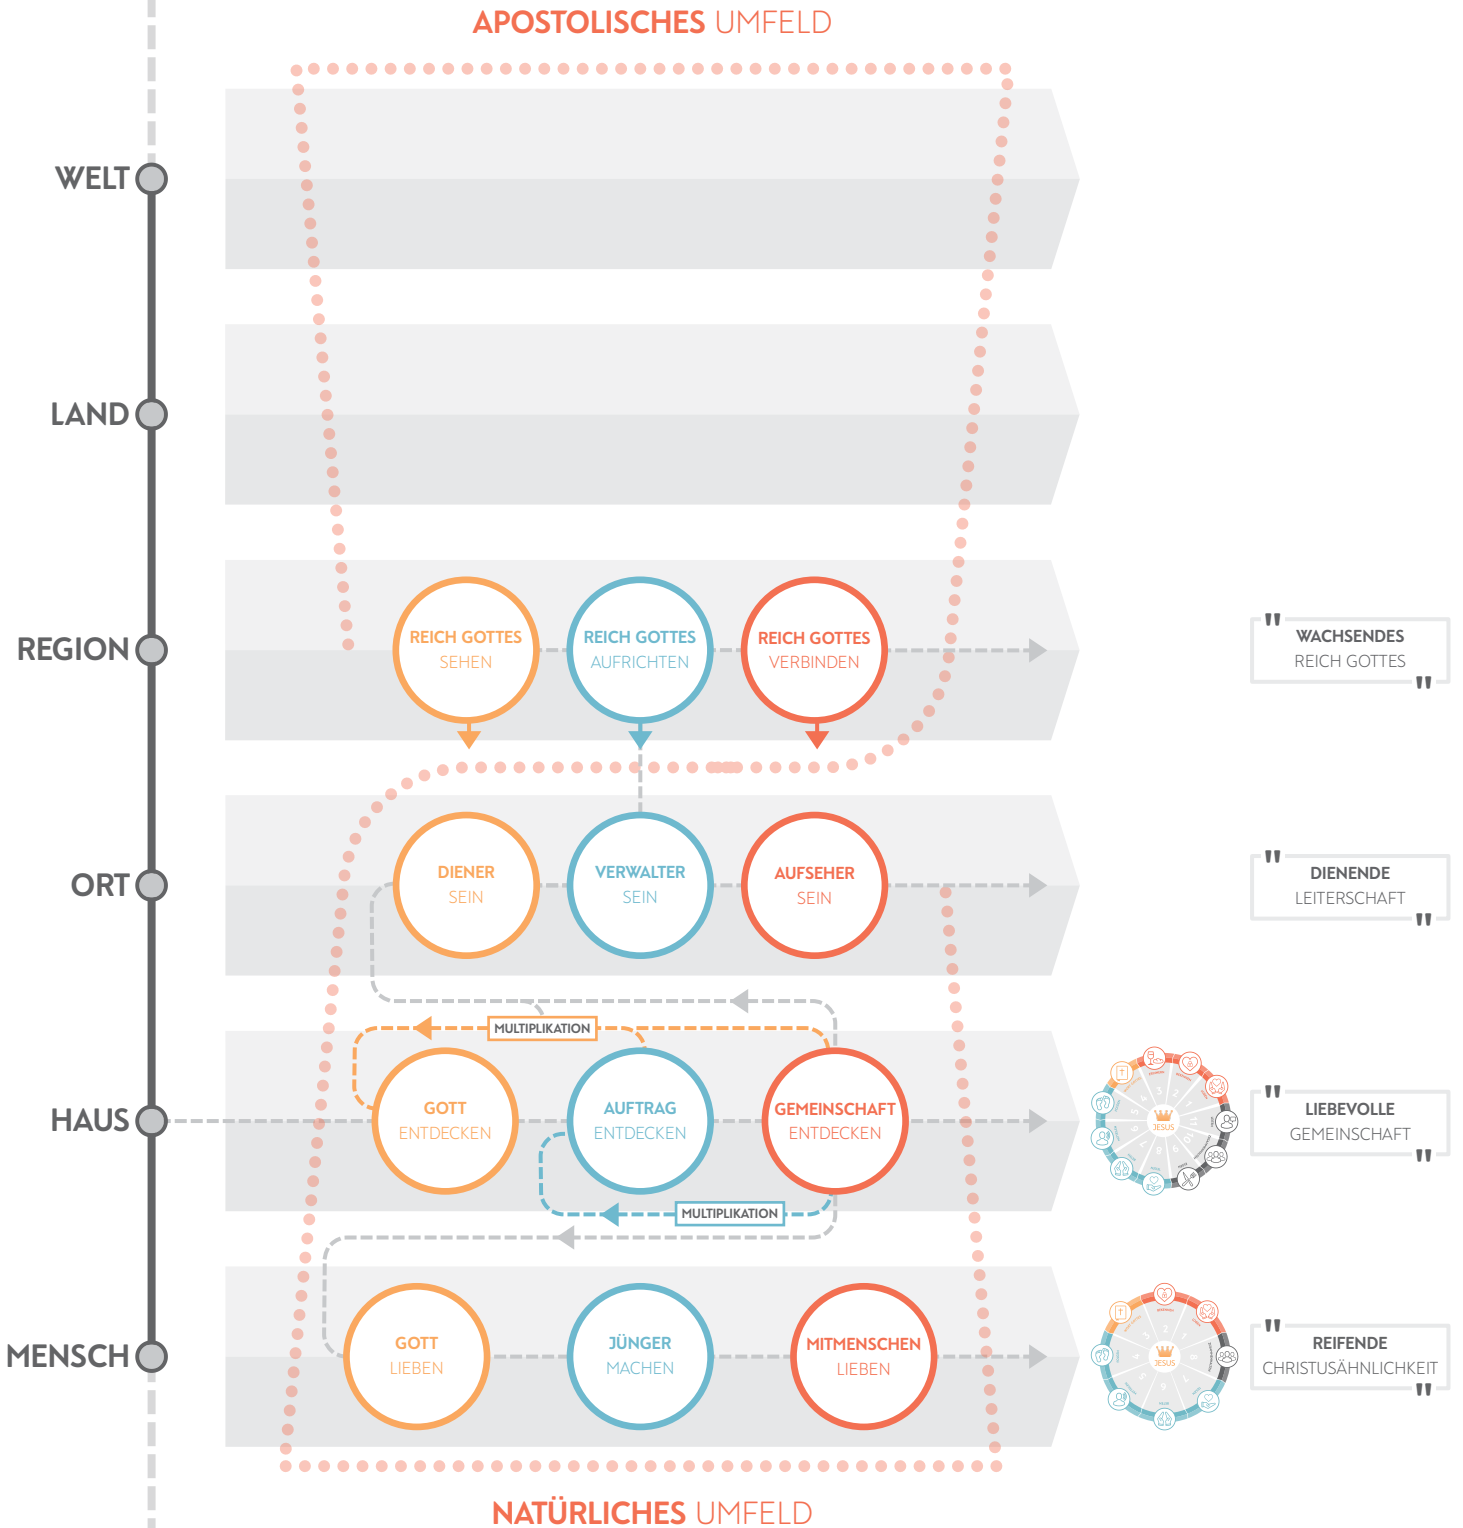 APOSTOLISCHES UMFELD
WELT
LAND
REGION
REICH GOTTES
SEHEN
REICH GOTTES
AUFRICHTEN
REICH GOTTES
VERBINDEN
"
WACHSENDES
REICH GOTTES
"
ORT
DIENER
SEIN
VERWALTER
SEIN
AUFSEHER
SEIN
"
DIENENDE
LEITERSCHAFT
"
MULTIPLIKATION
HAUS
GOTT
ENTDECKEN
AUFTRAG
ENTDECKEN
GEMEINSCHAFT
ENTDECKEN
JESUS
"
LIEBEVOLLE
GEMEINSCHAFT
"
MULTIPLIKATION
MENSCH
GOTT
LIEBEN
JÜNGER
MACHEN
MITMENSCHEN
LIEBEN
JESUS
"
REIFENDE
CHRISTUSÄHNLICHKEIT
"
NATÜRLICHES UMFELD